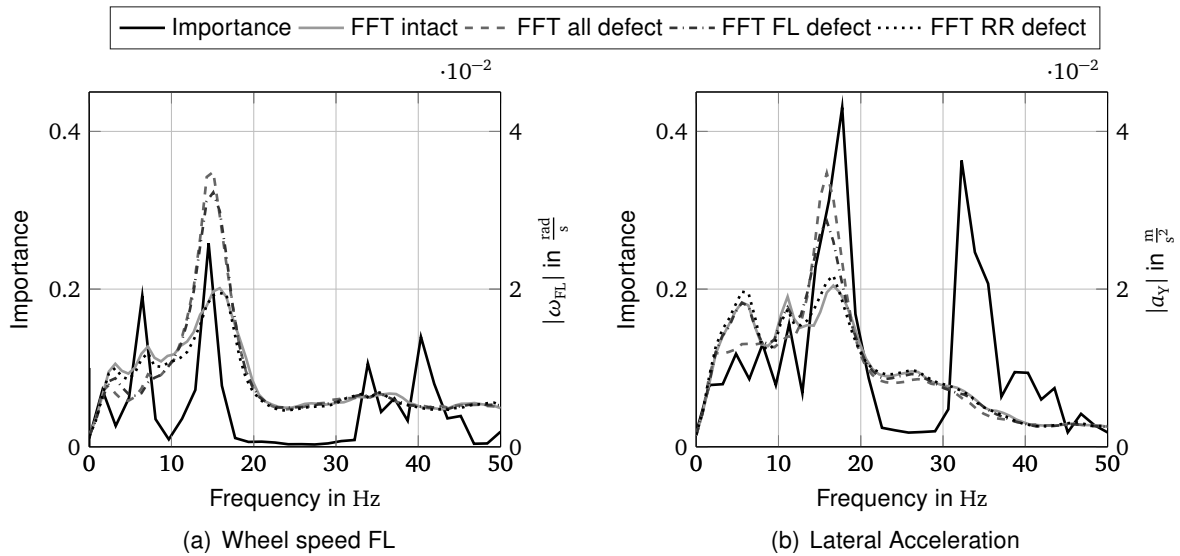 Importance FFT intact FFT all defect FFT FL defect FFT RR defect
·10⁻²
0 10 20 30 40 50
0
0.2
0.4
0
2
4
Frequency in Hz
Importance
|ω_FL| in rad/s
(a) Wheel speed FL
·10⁻²
0 10 20 30 40 50
0
0.2
0.4
0
2
4
Frequency in Hz
Importance
|a_Y| in m/s²
(b) Lateral Acceleration